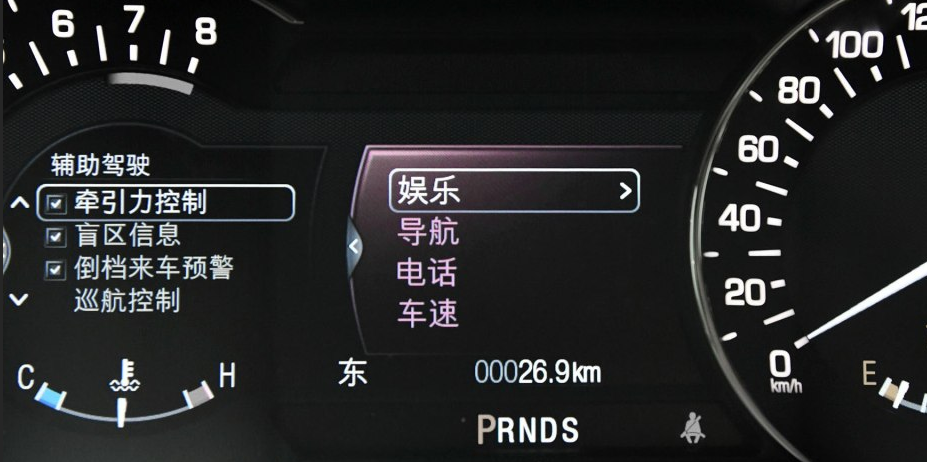 6 7 8
辅助驾驶
牵引力控制
盲区信息
倒档来车预警
巡航控制
C H
娱乐
导航
电话
车速
东 00026.9km
PRNDS
0 20 40 60 80 100 12
km/h
E